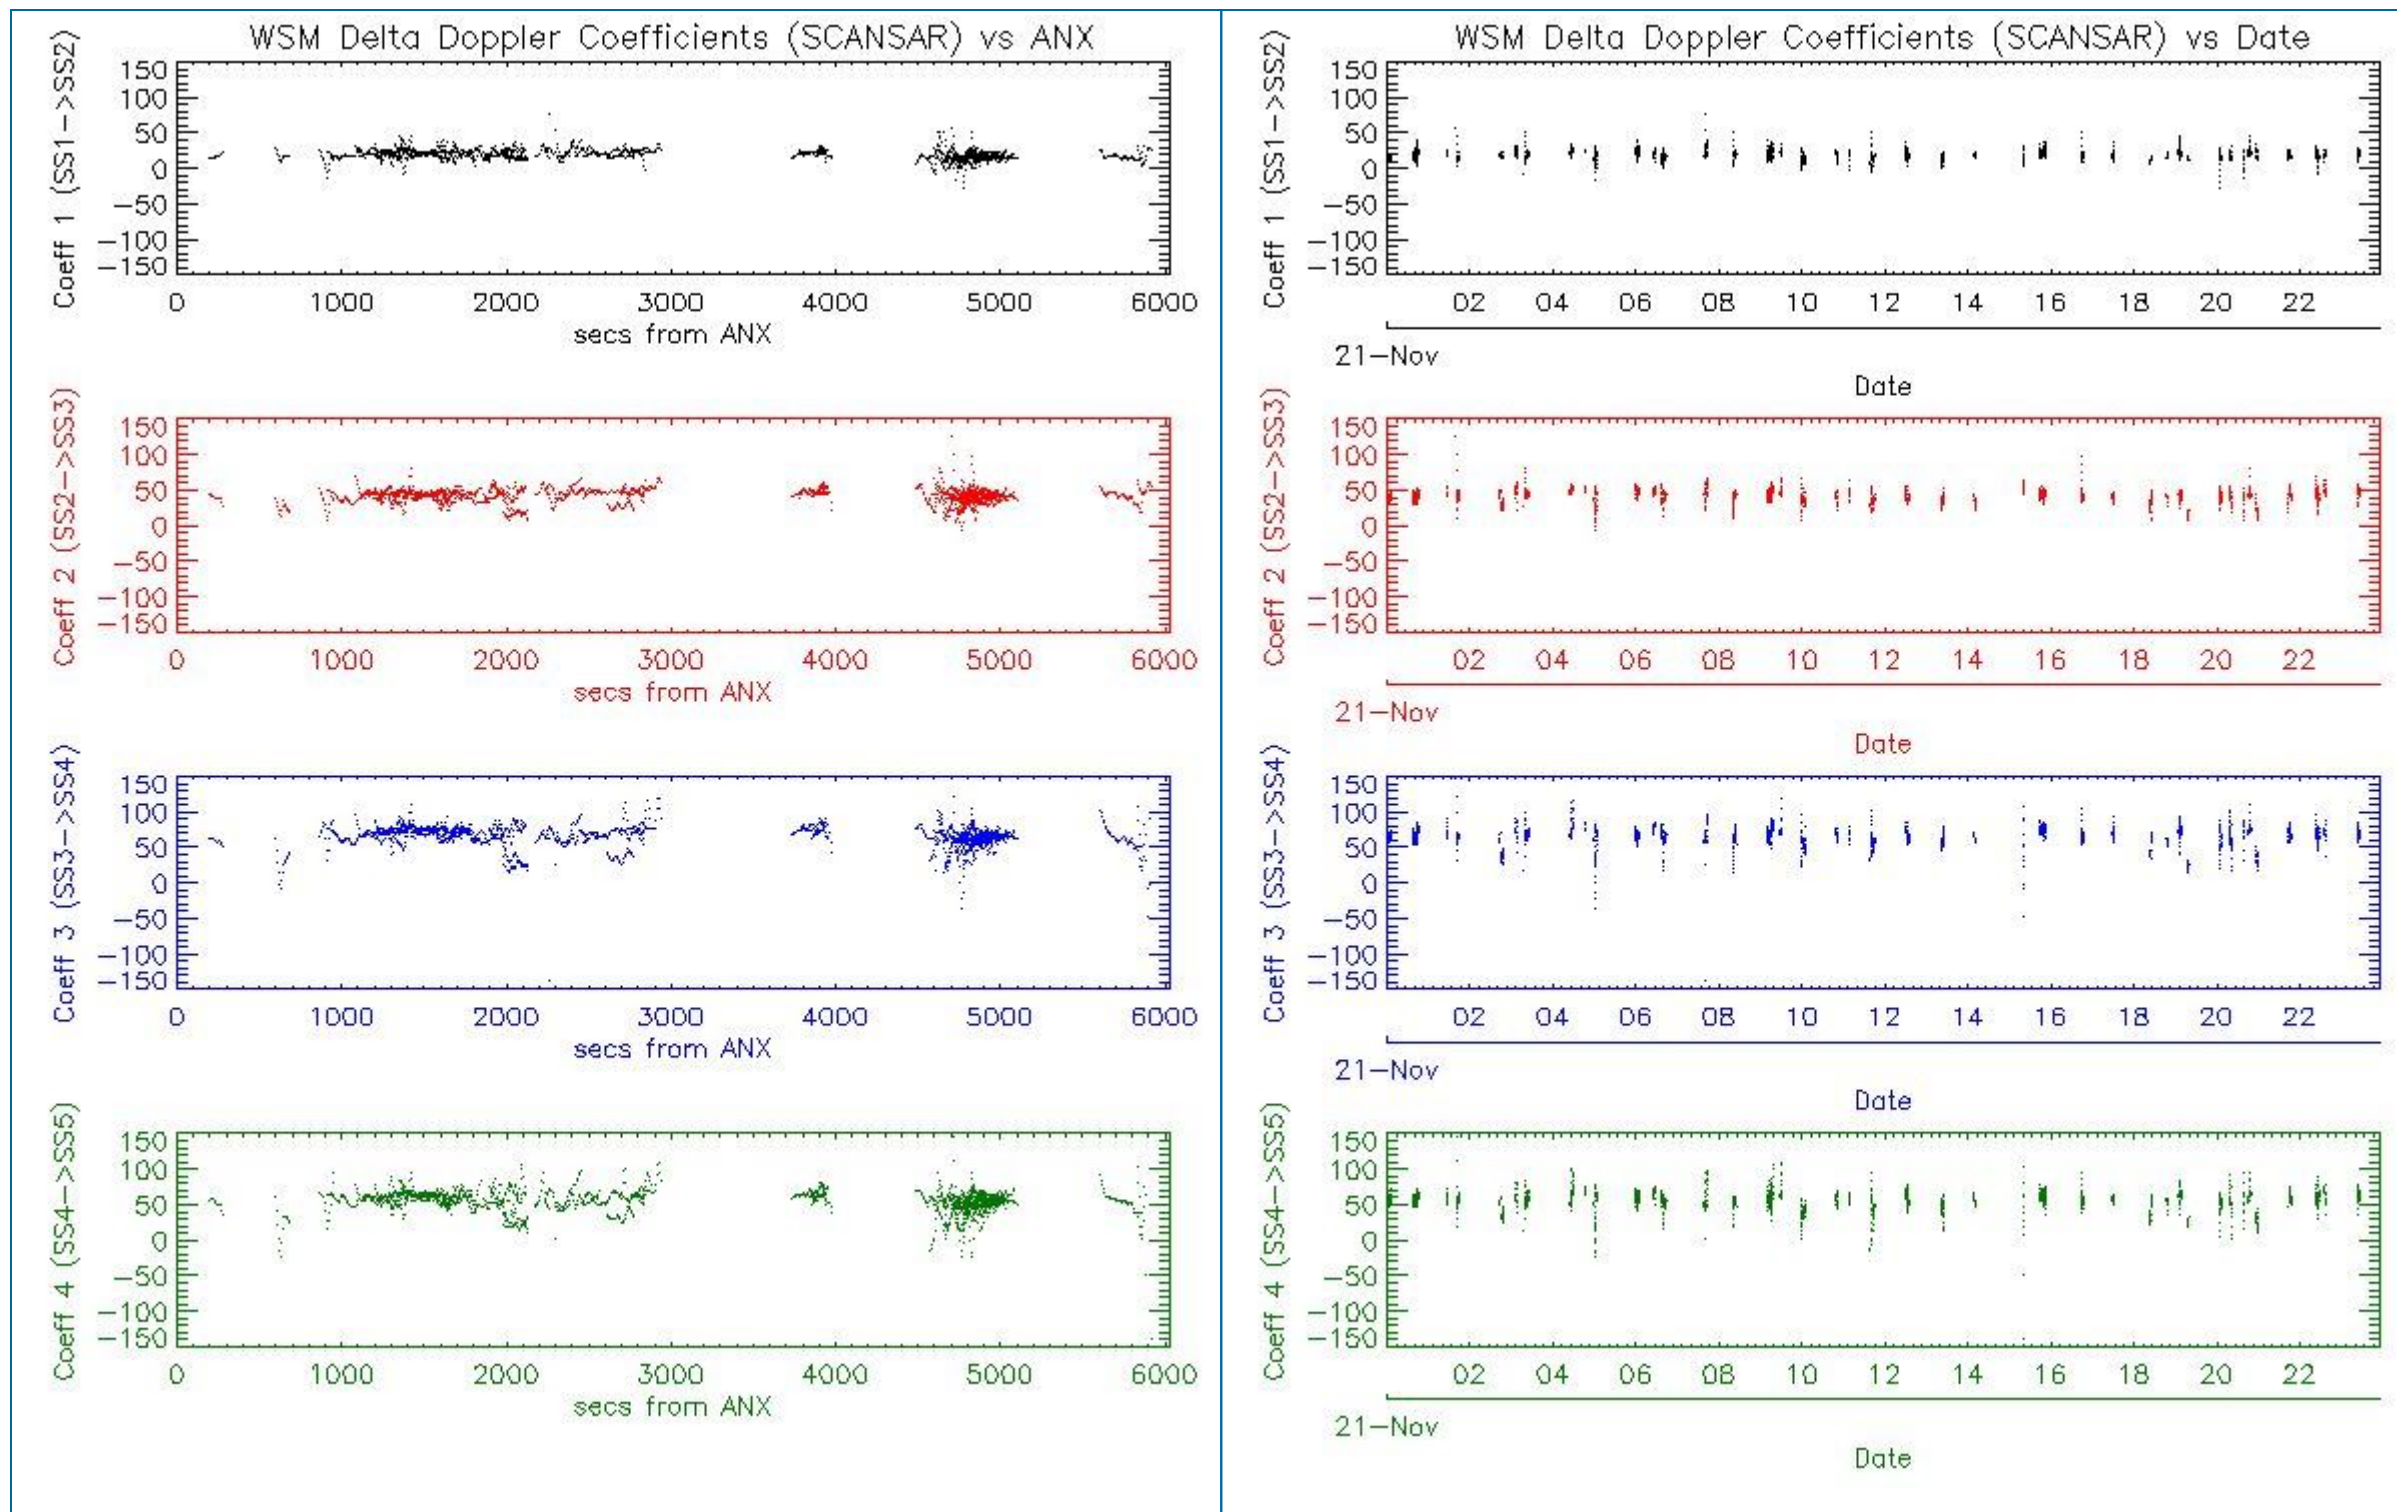 WSM Delta Doppler Coefficients (SCANSAR) vs ANX
Coeff 1 (SS1->SS2)
150
100
50
0
-50
-100
-150
0 1000 2000 3000 4000 5000 6000
secs from ANX
Coeff 2 (SS2->SS3)
150
100
50
0
-50
-100
-150
0 1000 2000 3000 4000 5000 6000
secs from ANX
Coeff 3 (SS3->SS4)
150
100
50
0
-50
-100
-150
0 1000 2000 3000 4000 5000 6000
secs from ANX
Coeff 4 (SS4->SS5)
150
100
50
0
-50
-100
-150
0 1000 2000 3000 4000 5000 6000
secs from ANX
WSM Delta Doppler Coefficients (SCANSAR) vs Date
Coeff 1 (SS1->SS2)
150
100
50
0
-50
-100
-150
02 04 06 08 10 12 14 16 18 20 22
21-Nov
Date
Coeff 2 (SS2->SS3)
150
100
50
0
-50
-100
-150
02 04 06 08 10 12 14 16 18 20 22
21-Nov
Date
Coeff 3 (SS3->SS4)
150
100
50
0
-50
-100
-150
02 04 06 08 10 12 14 16 18 20 22
21-Nov
Date
Coeff 4 (SS4->SS5)
150
100
50
0
-50
-100
-150
02 04 06 08 10 12 14 16 18 20 22
21-Nov
Date